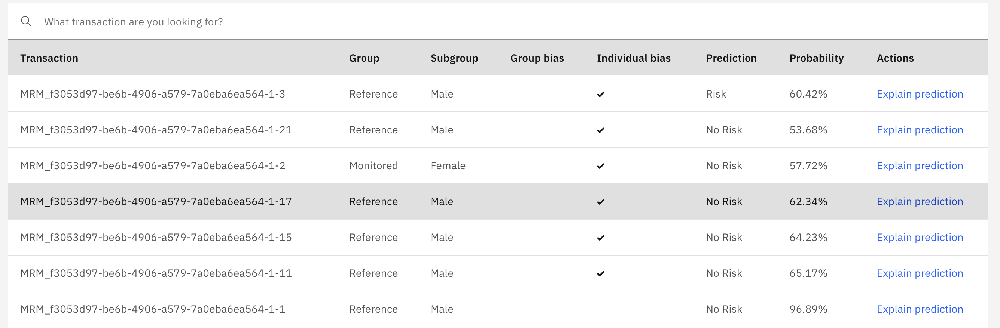 What transaction are you looking for?
Transaction Group Subgroup Group bias Individual bias Prediction Probability Actions
MRM_f3053d97-be6b-4906-a579-7a0eba6ea564-1-3 Reference Male ✔ Risk 60.42% Explain prediction
MRM_f3053d97-be6b-4906-a579-7a0eba6ea564-1-21 Reference Male ✔ No Risk 53.68% Explain prediction
MRM_f3053d97-be6b-4906-a579-7a0eba6ea564-1-2 Monitored Female ✔ No Risk 57.72% Explain prediction
MRM_f3053d97-be6b-4906-a579-7a0eba6ea564-1-17 Reference Male ✔ No Risk 62.34% Explain prediction
MRM_f3053d97-be6b-4906-a579-7a0eba6ea564-1-15 Reference Male ✔ No Risk 64.23% Explain prediction
MRM_f3053d97-be6b-4906-a579-7a0eba6ea564-1-11 Reference Male ✔ No Risk 65.17% Explain prediction
MRM_f3053d97-be6b-4906-a579-7a0eba6ea564-1-1 Reference Male No Risk 96.89% Explain prediction